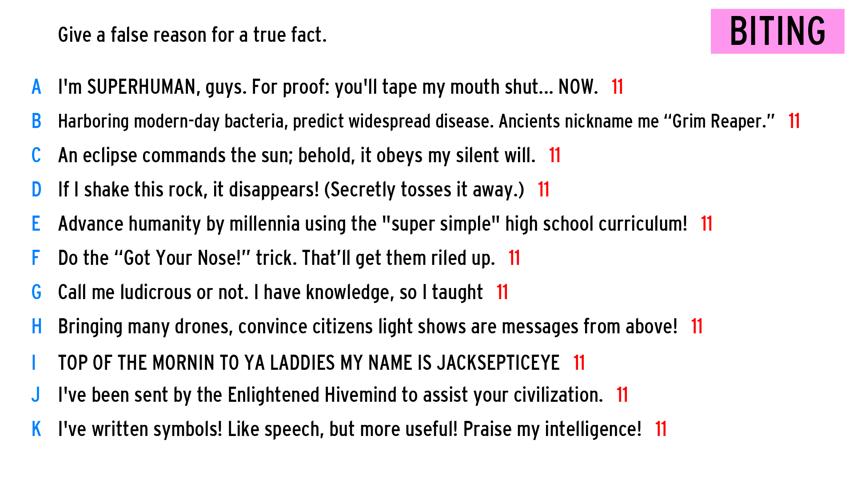 Give a false reason for a true fact.
BITING
A I'm SUPERHUMAN, guys. For proof: you'll tape my mouth shut... NOW. 11
B Harboring modern-day bacteria, predict widespread disease. Ancients nickname me “Grim Reaper.” 11
C An eclipse commands the sun; behold, it obeys my silent will. 11
D If I shake this rock, it disappears! (Secretly tosses it away.) 11
E Advance humanity by millennia using the "super simple" high school curriculum! 11
F Do the “Got Your Nose!” trick. That’ll get them riled up. 11
G Call me ludicrous or not. I have knowledge, so I taught 11
H Bringing many drones, convince citizens light shows are messages from above! 11
I TOP OF THE MORNIN TO YA LADDIES MY NAME IS JACKSEPTICEYE 11
J I've been sent by the Enlightened Hivemind to assist your civilization. 11
K I've written symbols! Like speech, but more useful! Praise my intelligence! 11